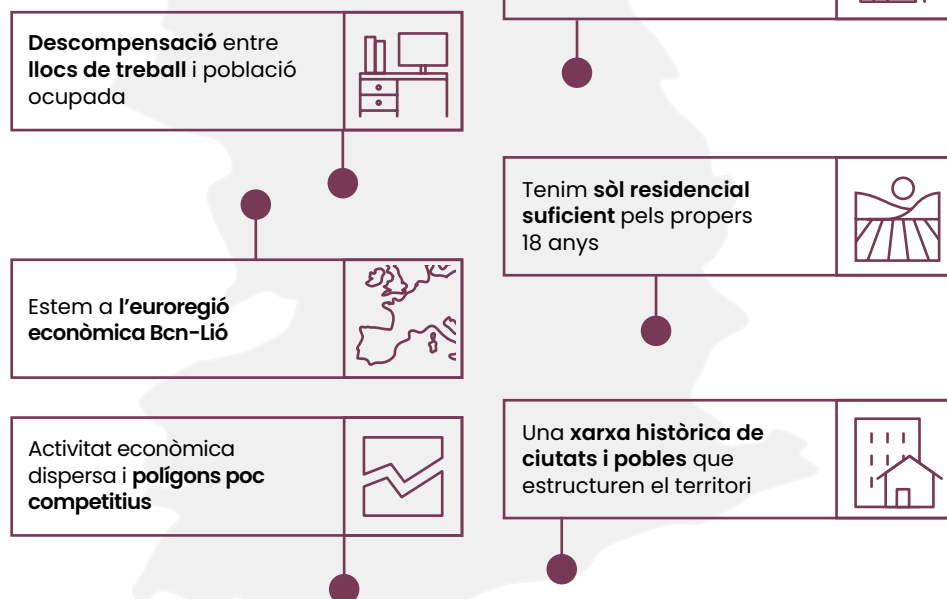 Descompensació entre
llocs de treball i població
ocupada
Estem a l’euroregió
econòmica Bcn-Lió
Activitat econòmica
dispersa i polígons poc
competitius
Tenim sòl residencial
suficient pels propers
18 anys
Una xarxa històrica de
ciutats i pobles que
estructuren el territori